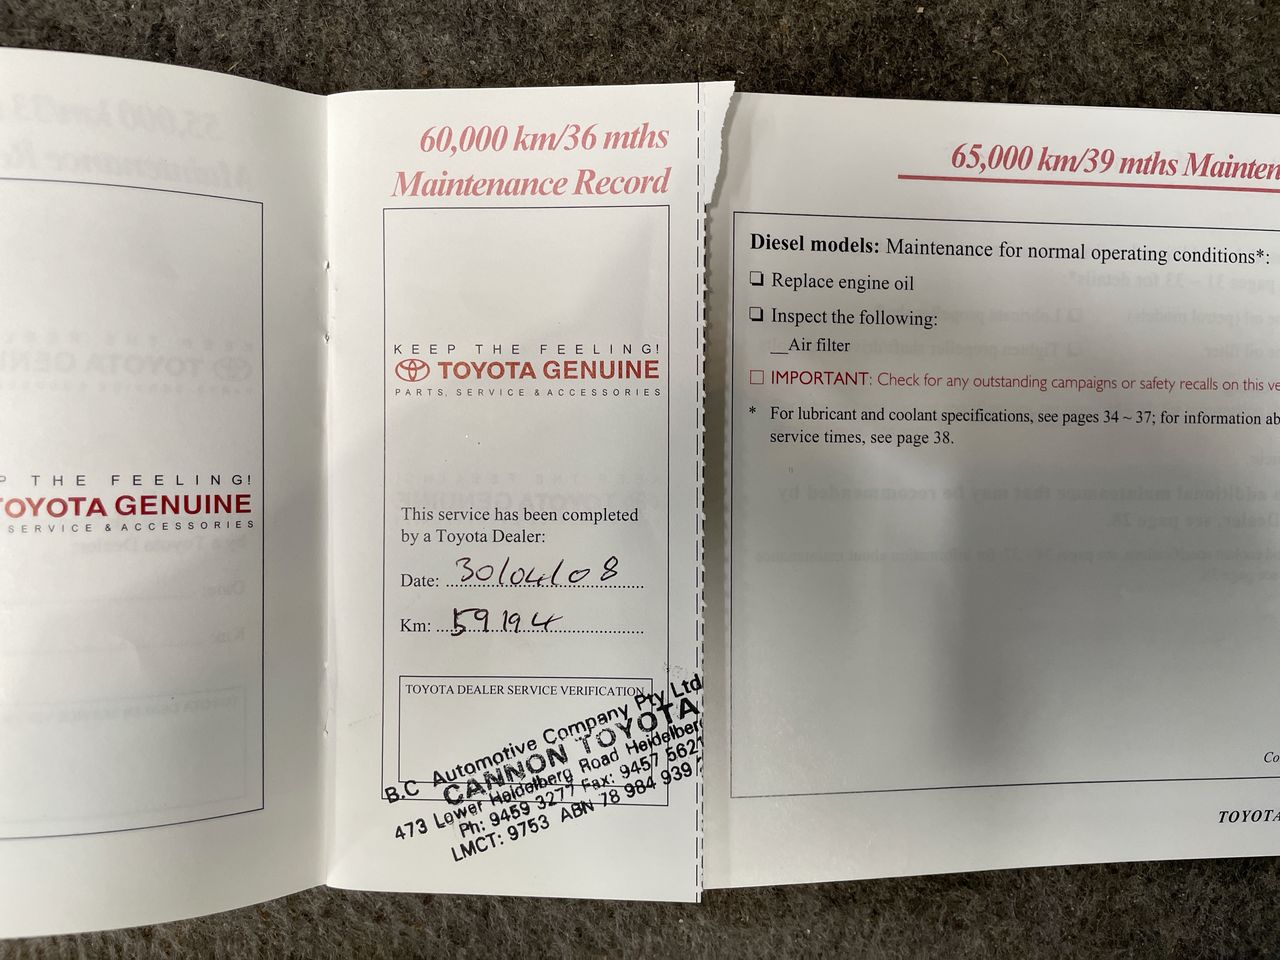 P THE FEELING!
TOYOTA GENUINE
SERVICE & ACCESSORIES
60,000 km/36 mths
Maintenance Record
KEEP THE FEELING!
TOYOTA GENUINE
PARTS, SERVICE & ACCESSORIES
This service has been completed
by a Toyota Dealer:
Date: 30/04/08
Km: 59194
TOYOTA DEALER SERVICE VERIFICATION
B.C Automotive Company Pty Ltd
CANNON TOYOTA
473 Lower Heidelberg Road Heidelberg
Ph: 9459 3277 Fax: 9457 5621
LMCT: 9753 ABN 78 984 939
65,000 km/39 mths Mainten
Diesel models: Maintenance for normal operating conditions*:
❏ Replace engine oil
❏ Inspect the following:
__Air filter
☐ IMPORTANT: Check for any outstanding campaigns or safety recalls on this ve
* For lubricant and coolant specifications, see pages 34 ~ 37; for information ab
service times, see page 38.
Co
TOYOTA